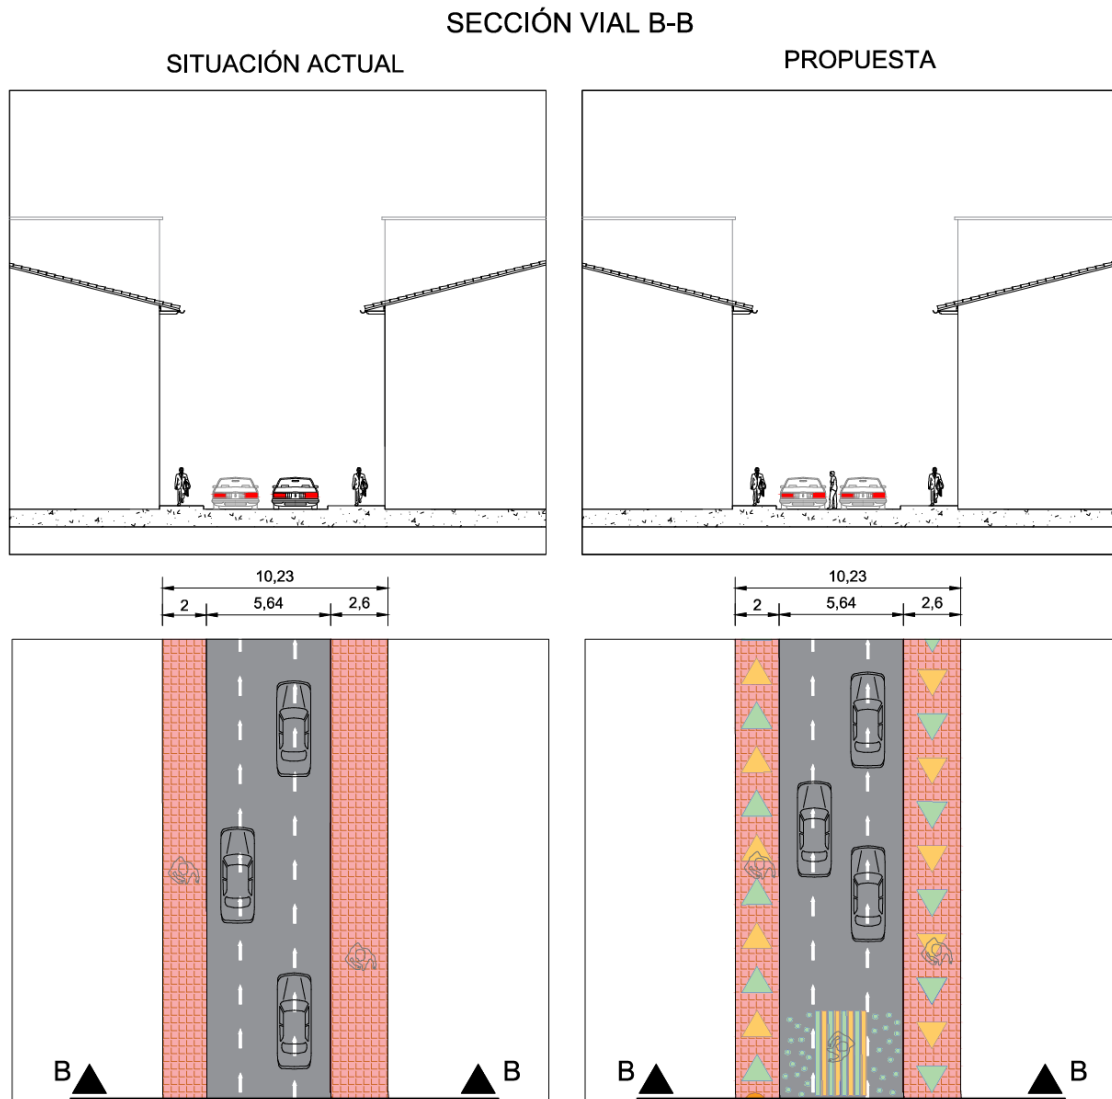 SECCIÓN VIAL B-B
SITUACIÓN ACTUAL
PROPUESTA
10,23
2
5,64
2,6
10,23
2
5,64
2,6
B
B
B
B